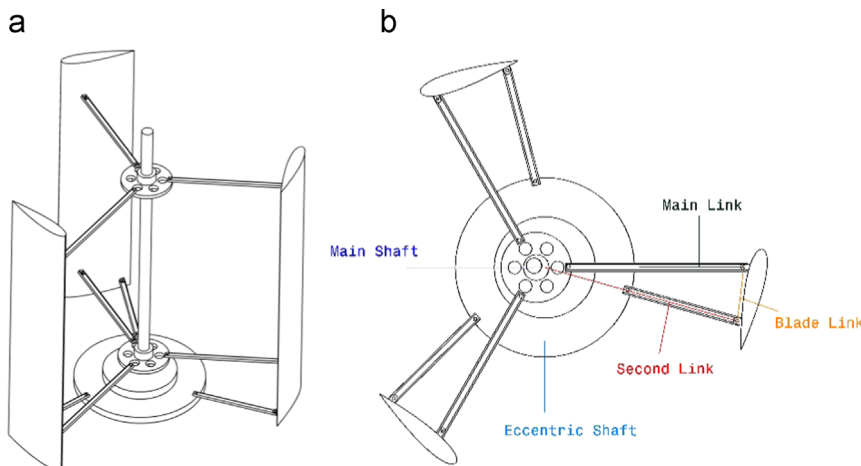 a
b
Main Link
Main Shaft
Blade Link
Second Link
Eccentric Shaft